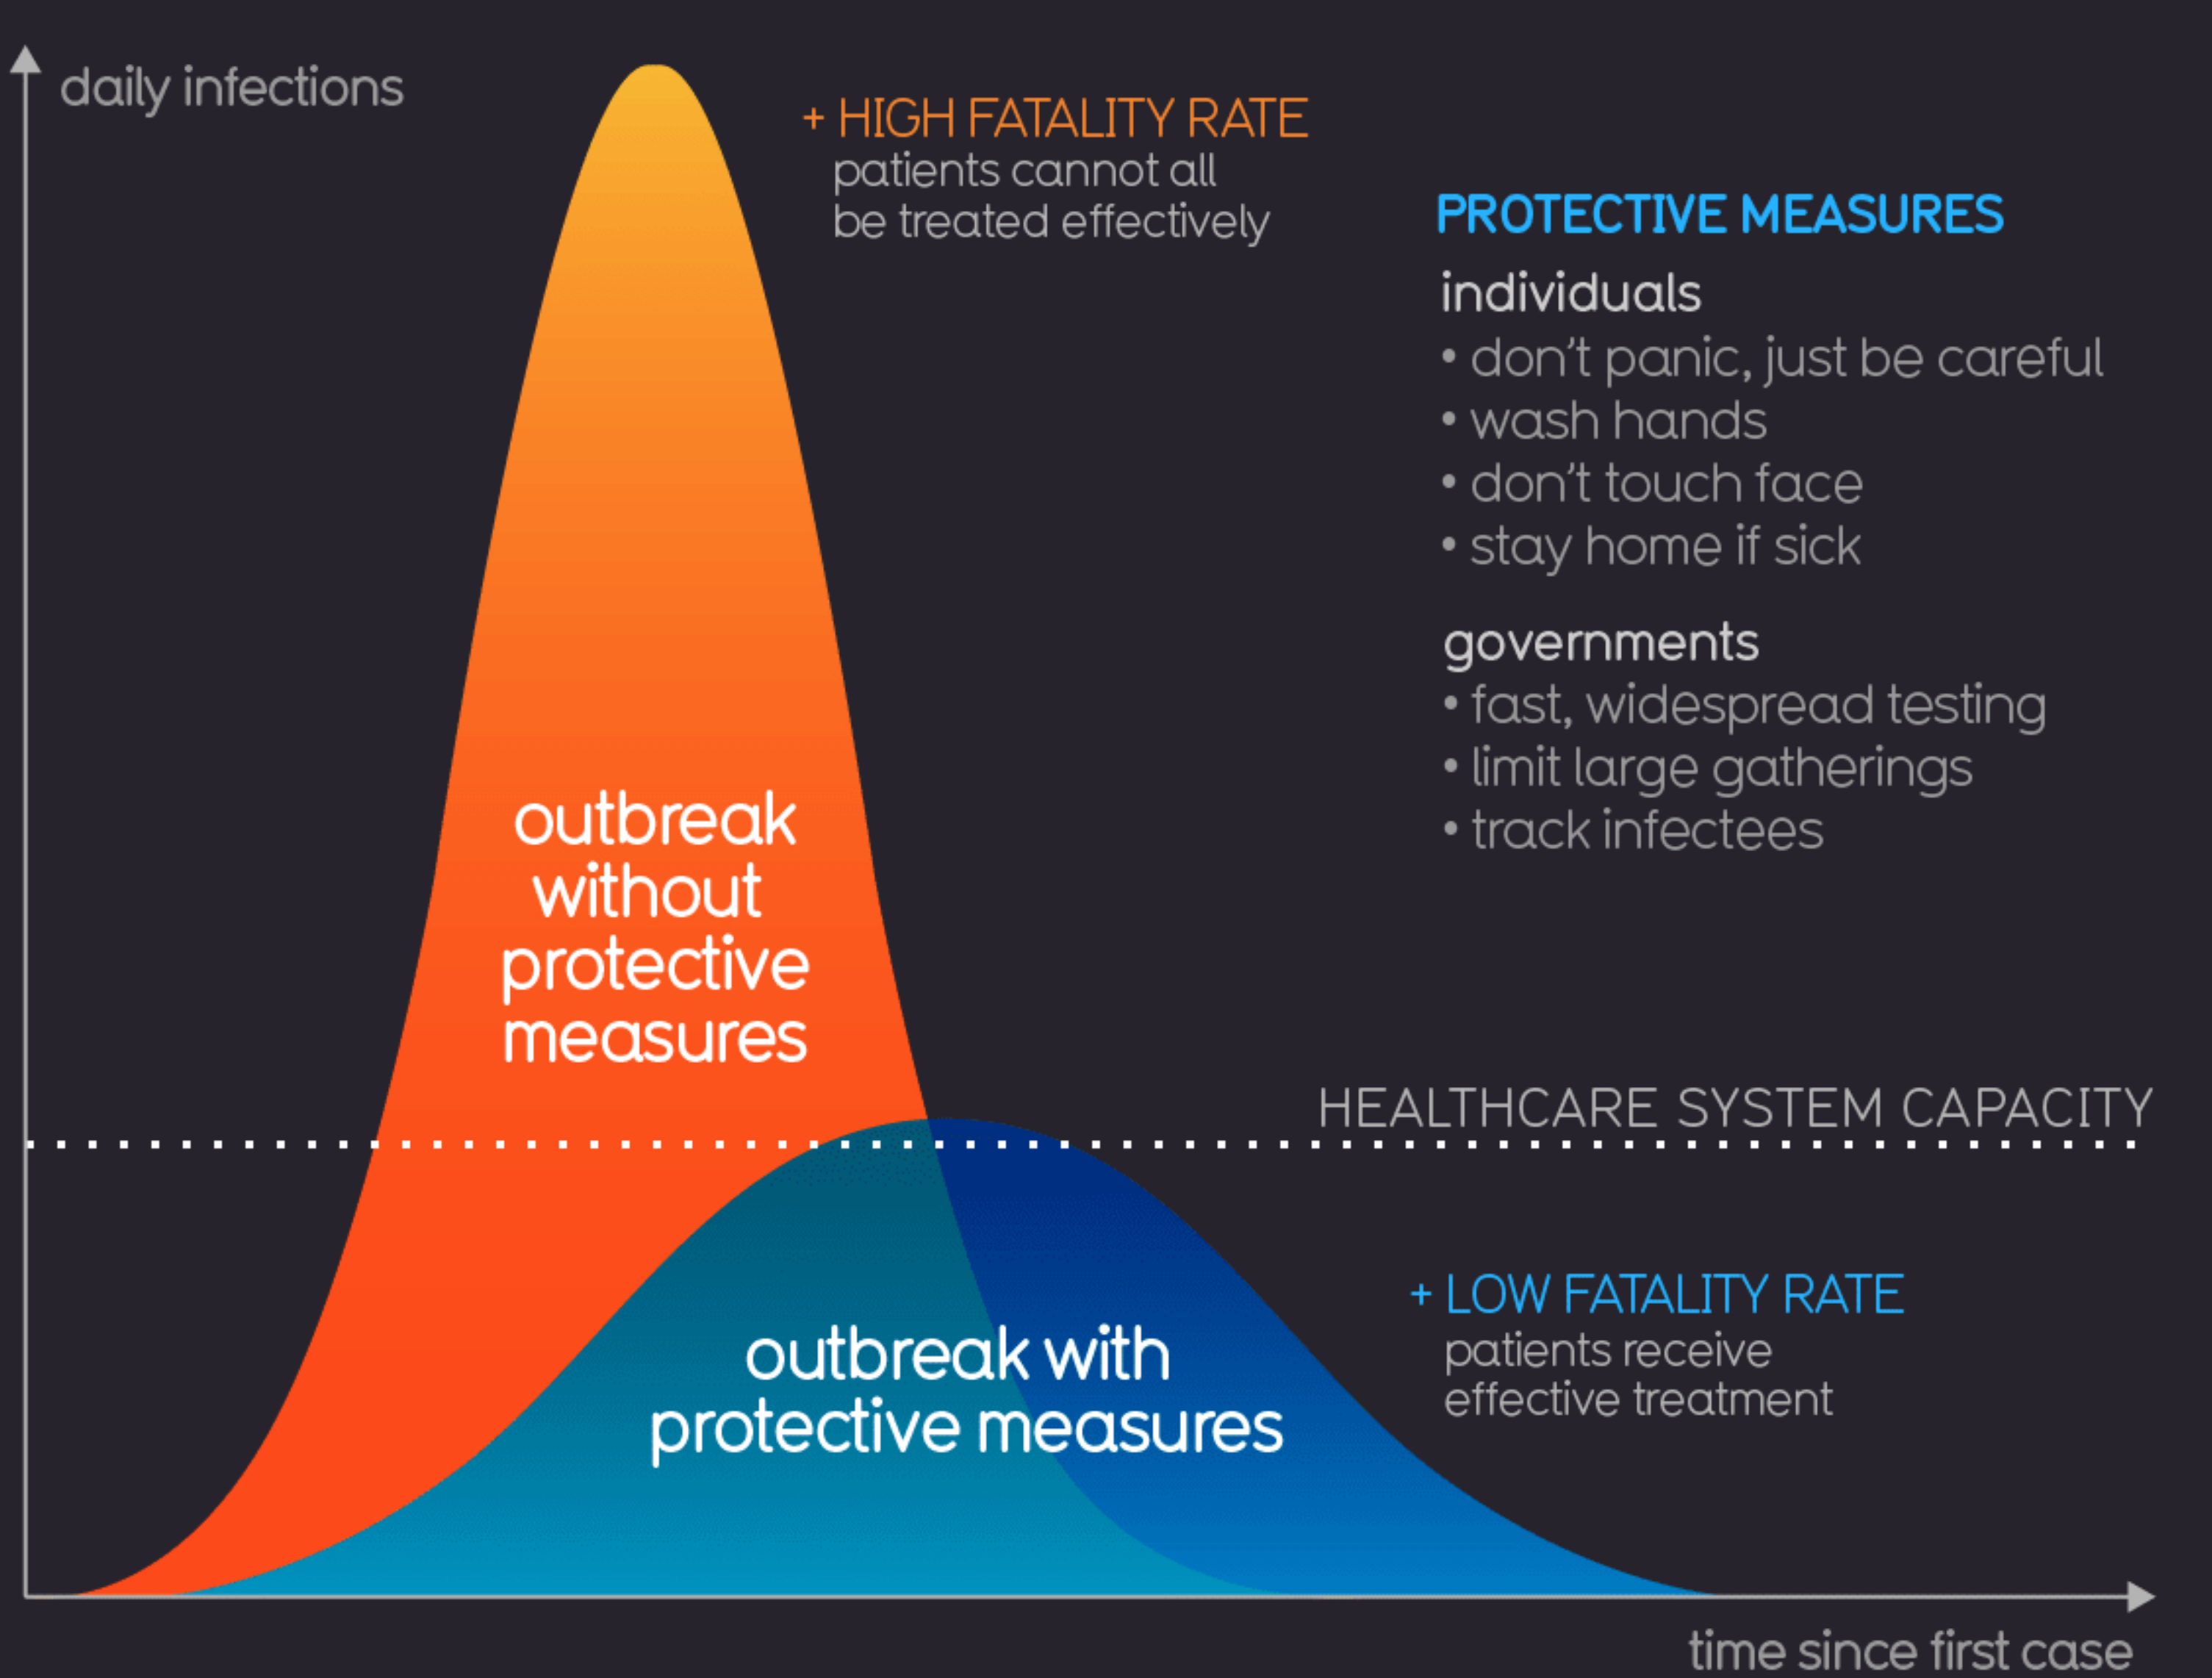 daily infections
+ HIGH FATALITY RATE
patients cannot all
be treated effectively
PROTECTIVE MEASURES
individuals
• don't panic, just be careful
• wash hands
• don't touch face
• stay home if sick
governments
• fast, widespread testing
• limit large gatherings
• track infectees
outbreak
without
protective
measures
HEALTHCARE SYSTEM CAPACITY
+ LOW FATALITY RATE
patients receive
effective treatment
outbreak with
protective measures
time since first case